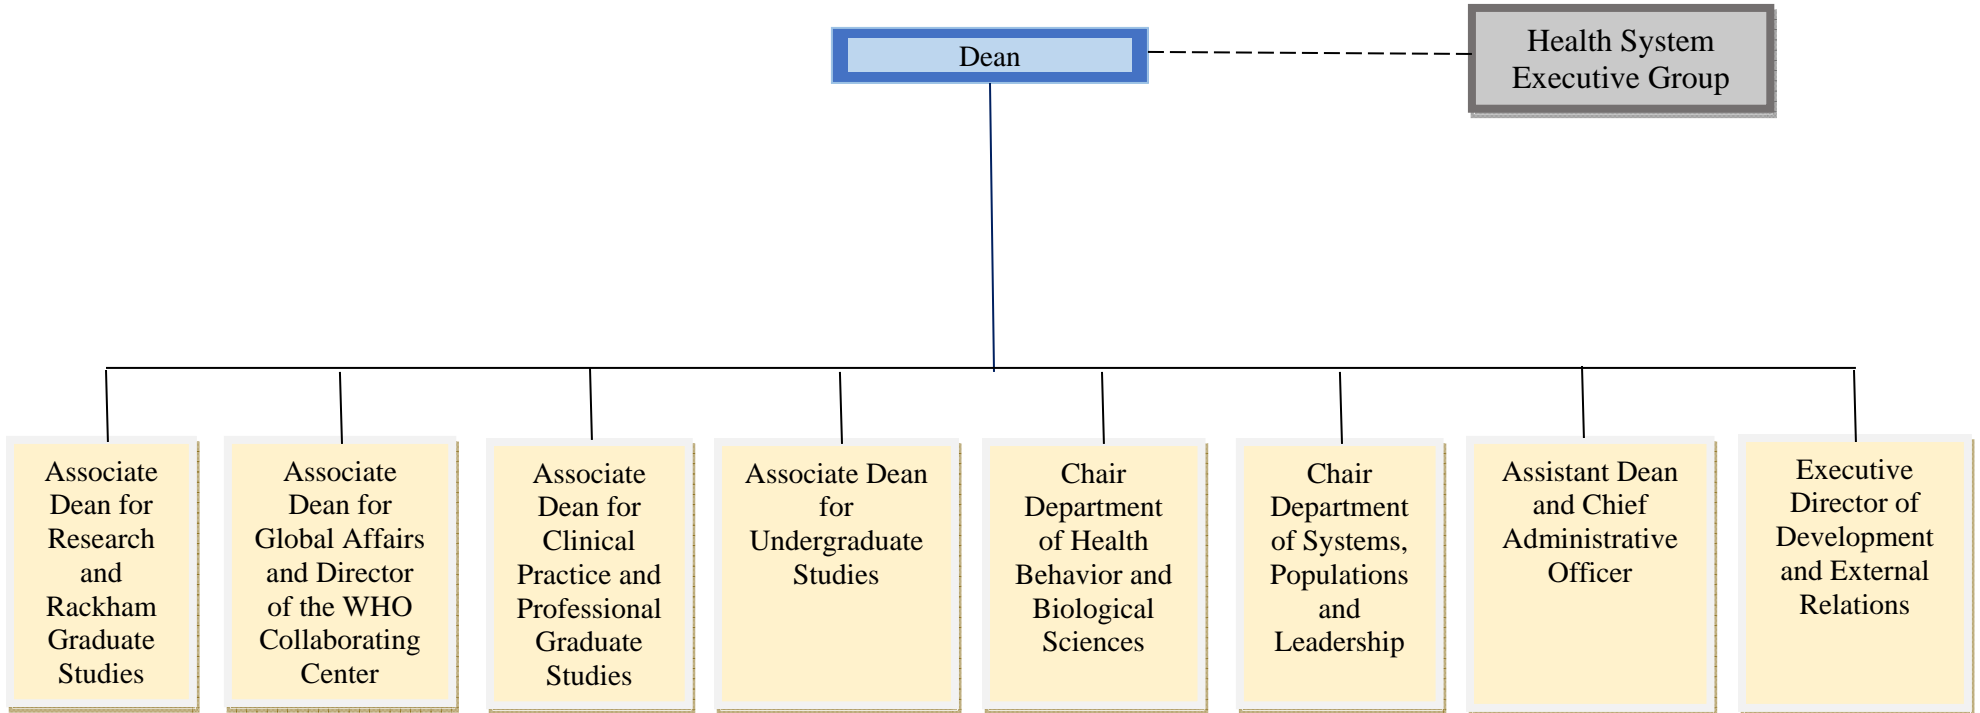 Dean
Health System
Executive Group
Associate
Dean for
Research
and
Rackham
Graduate
Studies
Associate
Dean for
Global Affairs
and Director
of the WHO
Collaborating
Center
Associate
Dean for
Clinical
Practice and
Professional
Graduate
Studies
Associate Dean
for
Undergraduate
Studies
Chair
Department
of Health
Behavior and
Biological
Sciences
Chair
Department
of Systems,
Populations
and
Leadership
Assistant Dean
and Chief
Administrative
Officer
Executive
Director of
Development
and External
Relations